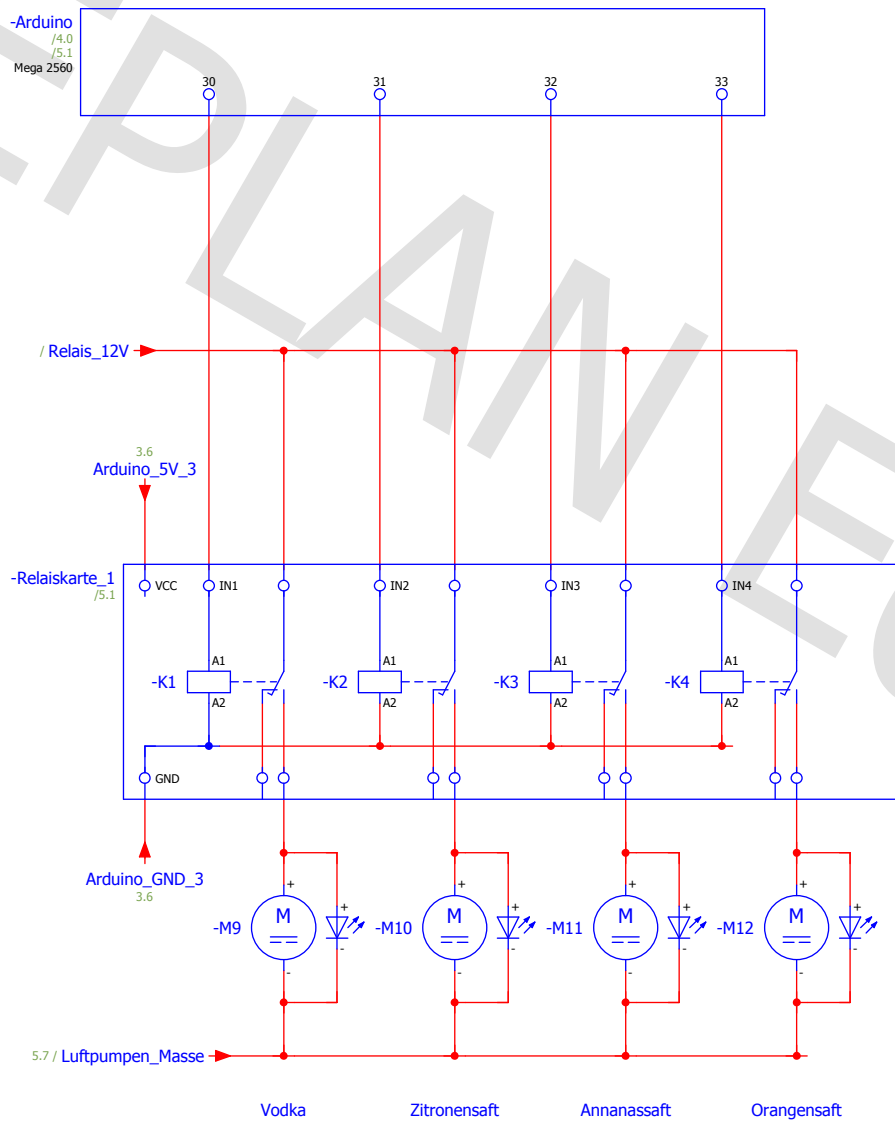 -Arduino
/4.0
/5.1
Mega 2560
30 31 32 33
/ Relais_12V
3.6
Arduino_5V_3
-Relaiskarte_1
/5.1
VCC IN1 IN2 IN3 IN4
A1 A1 A1 A1
-K1 -K2 -K3 -K4
A2 A2 A2 A2
GND
Arduino_GND_3
3.6
+ + + + + + + +
M M M M
-M9 -M10 -M11 -M12
- - - - - - - -
5.7 / Luftpumpen_Masse
Vodka Zitronensaft Annanassaft Orangensaft